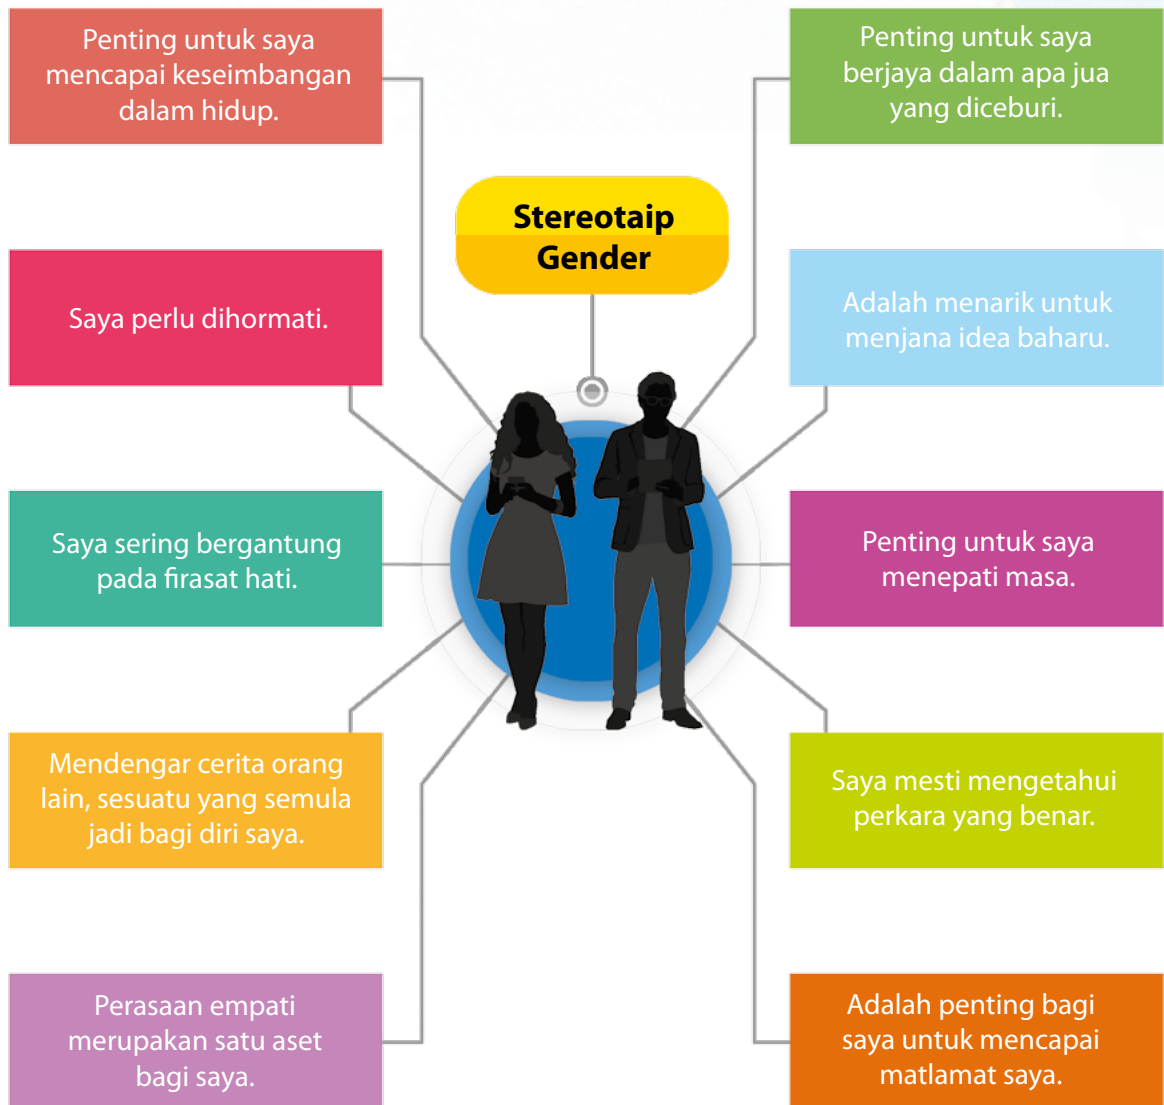 Penting untuk saya
mencapai keseimbangan
dalam hidup.
Penting untuk saya
berjaya dalam apa jua
yang diceburi.
Stereotaip
Gender
Saya perlu dihormati.
Adalah menarik untuk
menjana idea baharu.
Saya sering bergantung
pada firasat hati.
Penting untuk saya
menepati masa.
Mendengar cerita orang
lain, sesuatu yang semula
jadi bagi diri saya.
Saya mesti mengetahui
perkara yang benar.
Perasaan empati
merupakan satu aset
bagi saya.
Adalah penting bagi
saya untuk mencapai
matlamat saya.